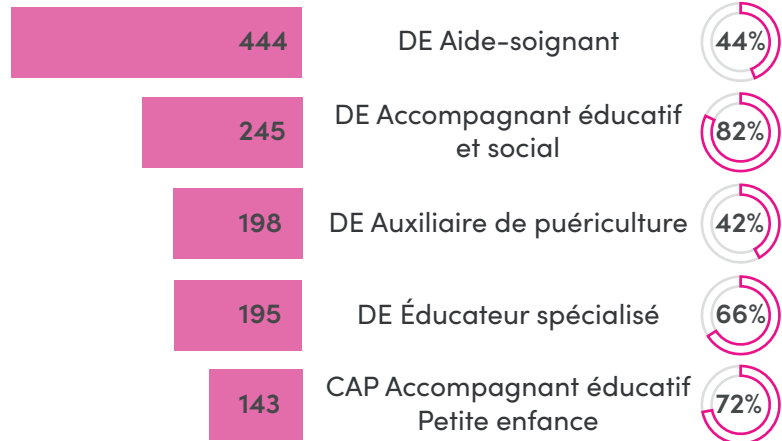 444 DE Aide-soignant 44%
245 DE Accompagnant éducatif et social 82%
198 DE Auxiliaire de puériculture 42%
195 DE Éducateur spécialisé 66%
143 CAP Accompagnant éducatif Petite enfance 72%